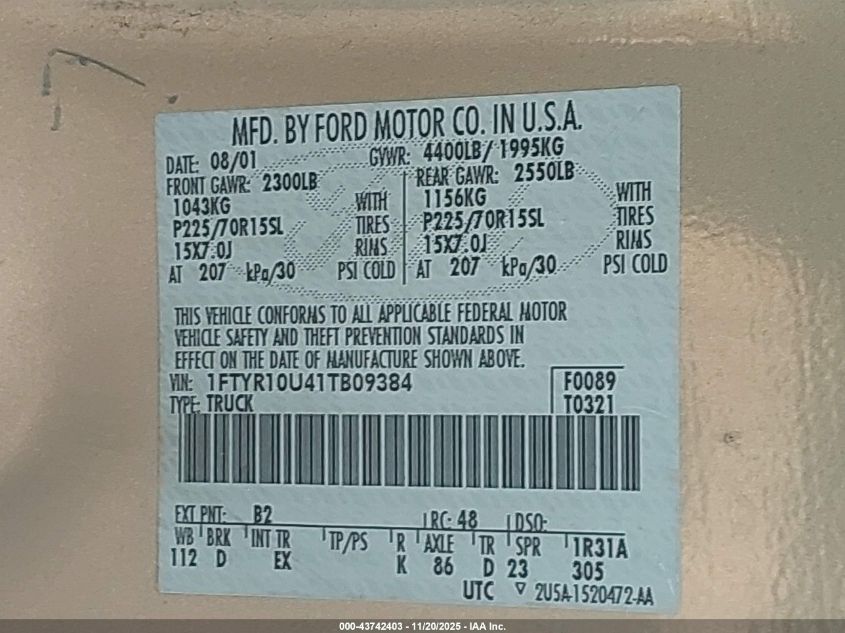 MFD. BY FORD MOTOR CO. IN U.S.A.
DATE: 08/01 GVWR: 4400LB/ 1995KG
FRONT GAWR: 2300LB REAR GAWR: 2550LB
1043KG WITH 1156KG WITH
P225/70R15SL TIRES P225/70R15SL TIRES
15X7.0J RIMS 15X7.0J RIMS
AT 207 kPa/30 PSI COLD AT 207 kPa/30 PSI COLD
THIS VEHICLE CONFORMS TO ALL APPLICABLE FEDERAL MOTOR
VEHICLE SAFETY AND THEFT PREVENTION STANDARDS IN
EFFECT ON THE DATE OF MANUFACTURE SHOWN ABOVE.
VIN: 1FTYR10U41TB09384 F0089
TYPE: TRUCK T0321
EXT PNT: B2 RC: 48 DSO:
WB BRK INT TR TP/PS R AXLE TR SPR 1R31A
112 D EX K 86 D 23 305
UTC ▽ 2U5A-1520472-AA
000-43742403 - 11/20/2025 - IAA Inc.